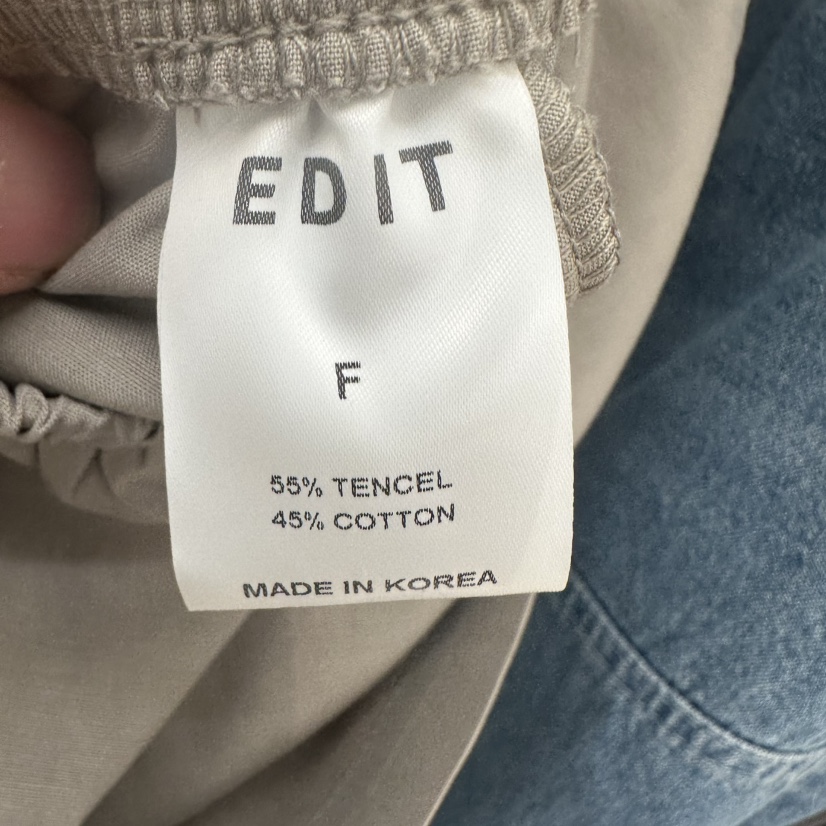 EDIT
F
55% TENCEL
45% COTTON
MADE IN KOREA